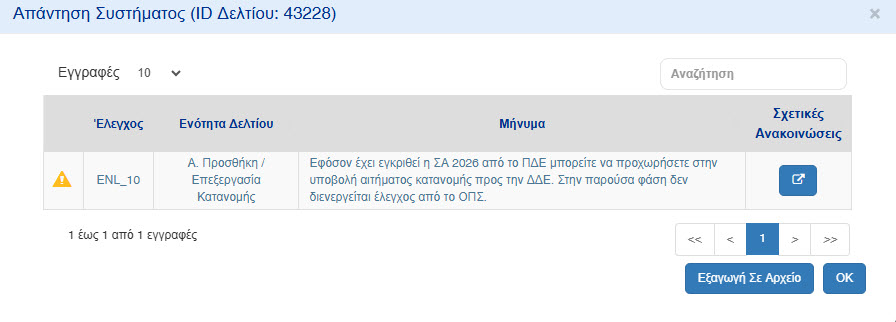 Απάντηση Συστήματος (ID Δελτίου: 43228)
×
Εγγραφές 10
Αναζήτηση
Έλεγχος
Ενότητα Δελτίου
Μήνυμα
Σχετικές
Ανακοινώσεις
ENL_10
Α. Προσθήκη /
Επεξεργασία
Κατανομής
Εφόσον έχει εγκριθεί η ΣΑ 2026 από το ΠΔΕ μπορείτε να προχωρήσετε στην
υποβολή αιτήματος κατανομής προς την ΔΔΕ. Στην παρούσα φάση δεν
διενεργείται έλεγχος από το ΟΠΣ.
1 έως 1 από 1 εγγραφές
<< < 1 > >>
Εξαγωγή Σε Αρχείο
OK